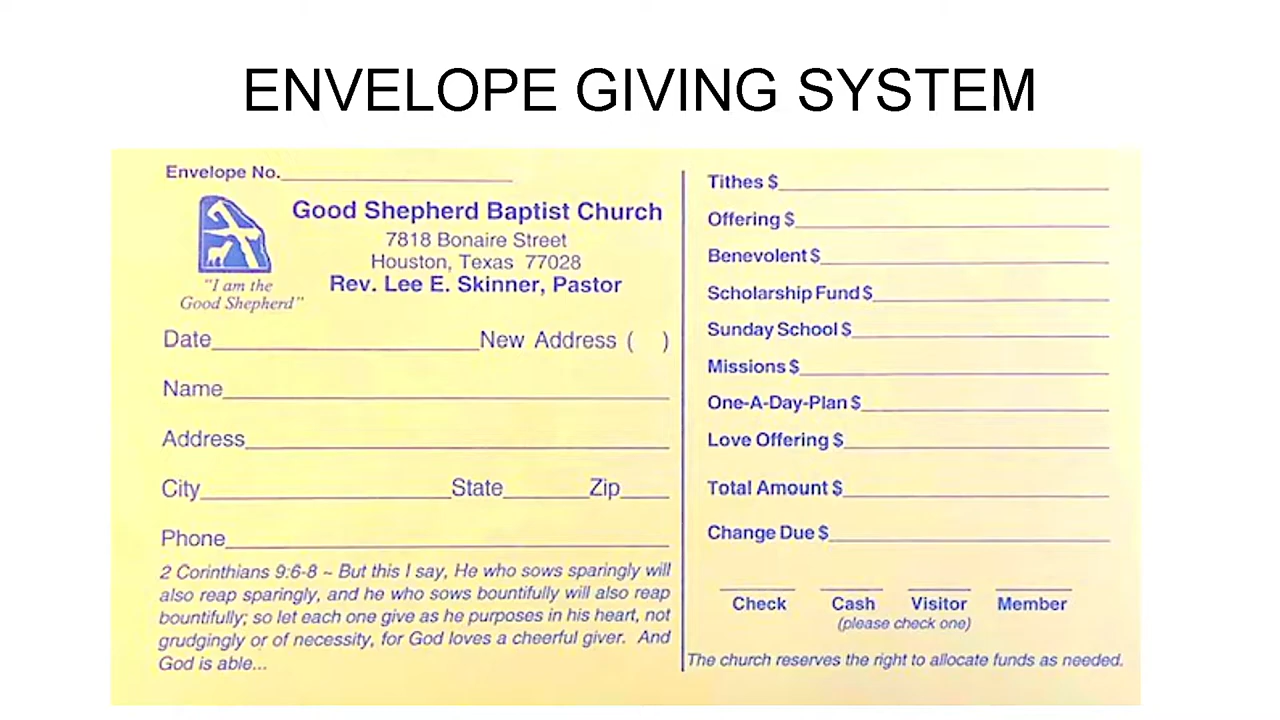 ENVELOPE GIVING SYSTEM
Envelope No.
Good Shepherd Baptist Church
7818 Bonaire Street
Houston, Texas 77028
Rev. Lee E. Skinner, Pastor
"I am the
Good Shepherd"
Date New Address ( )
Name
Address
City State Zip
Phone
2 Corinthians 9:6-8 ~ But this I say, He who sows sparingly will
also reap sparingly, and he who sows bountifully will also reap
bountifully; so let each one give as he purposes in his heart, not
grudgingly or of necessity, for God loves a cheerful giver. And
God is able...
Tithes $
Offering $
Benevolent $
Scholarship Fund $
Sunday School $
Missions $
One-A-Day-Plan $
Love Offering $
Total Amount $
Change Due $
Check Cash Visitor Member
(please check one)
The church reserves the right to allocate funds as needed.